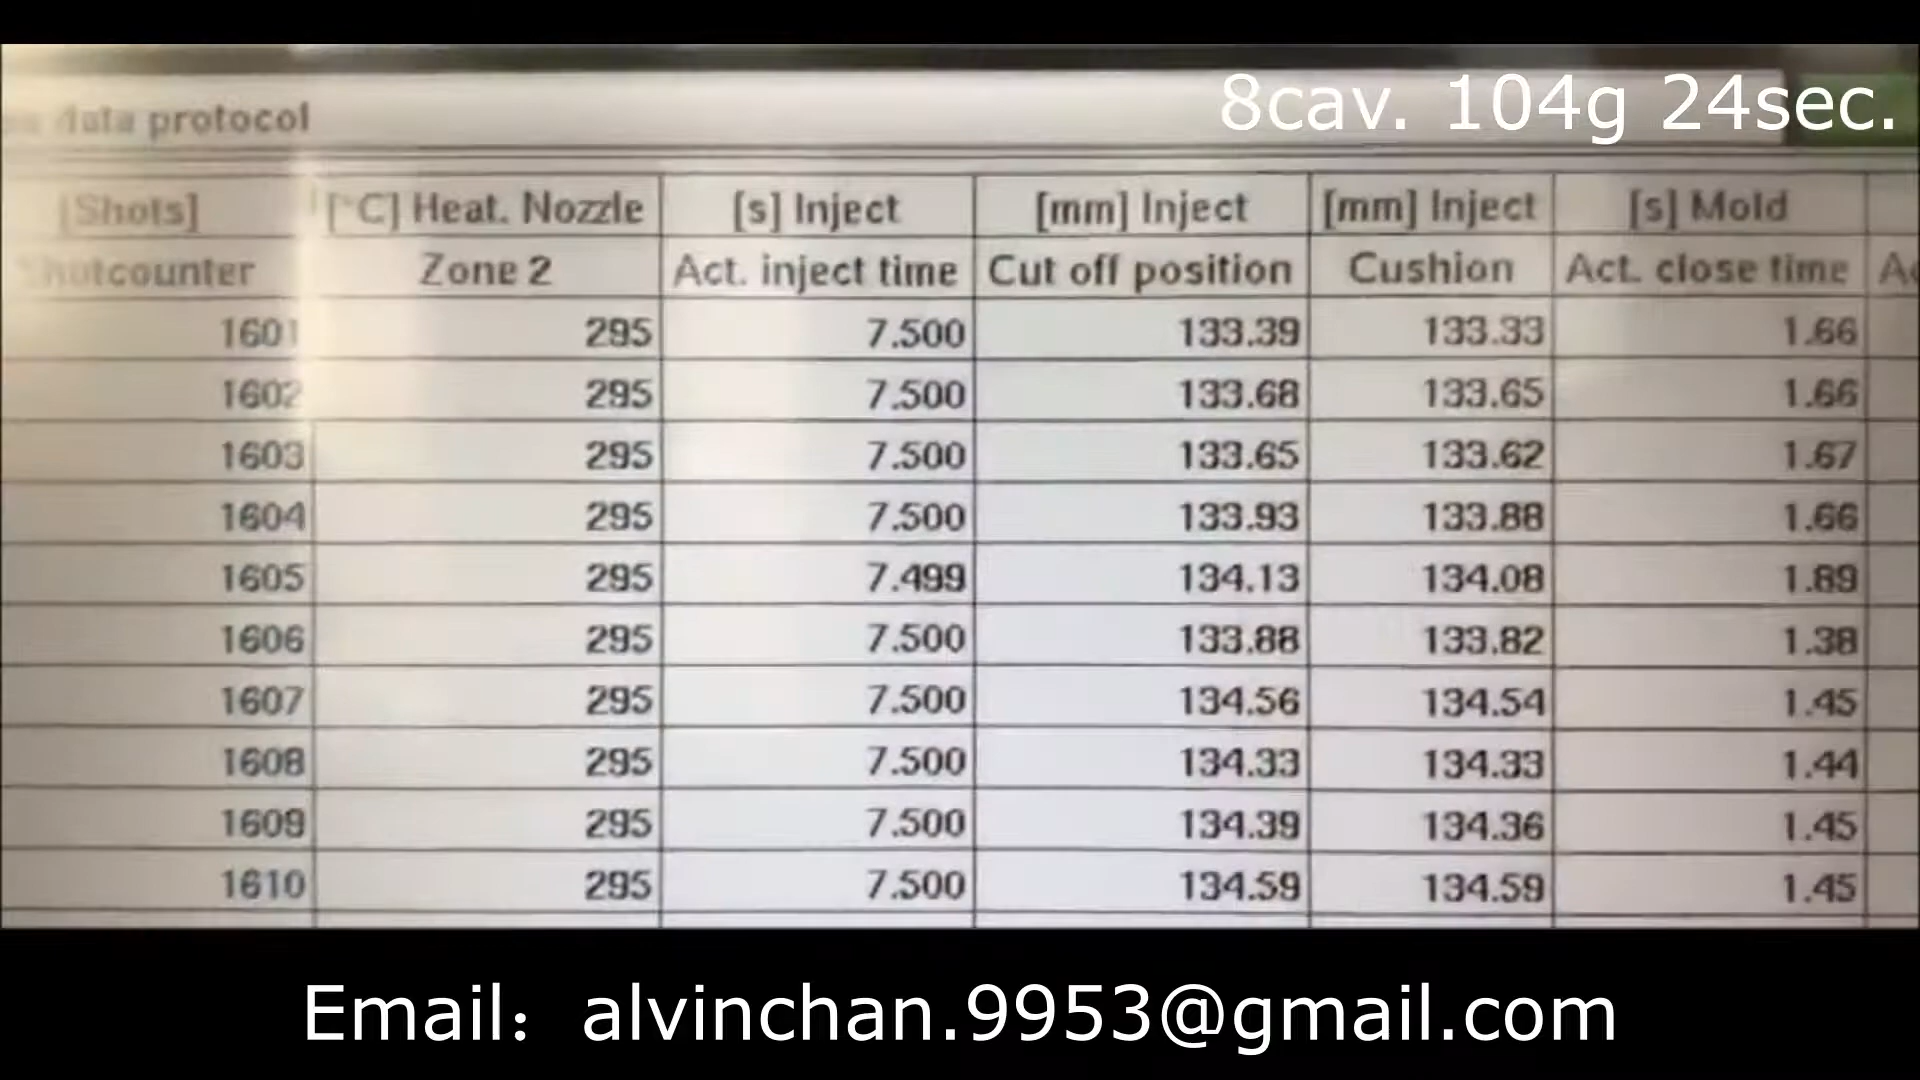 8cav. 104g 24sec.
data protocol
[Shots] [°C] Heat. Nozzle [s] Inject [mm] Inject [mm] Inject [s] Mold
Zone 2 Act. inject time Cut off position Cushion Act. close time
1601 295 7.500 133.39 133.33 1.66
1602 295 7.500 133.68 133.65 1.66
1603 295 7.500 133.65 133.62 1.67
1604 295 7.500 133.93 133.88 1.66
1605 295 7.499 134.13 134.08 1.89
1606 295 7.500 133.88 133.82 1.38
1607 295 7.500 134.56 134.54 1.45
1608 295 7.500 134.33 134.33 1.44
1609 295 7.500 134.39 134.36 1.45
1610 295 7.500 134.59 134.59 1.45
Email：alvinchan.9953@gmail.com